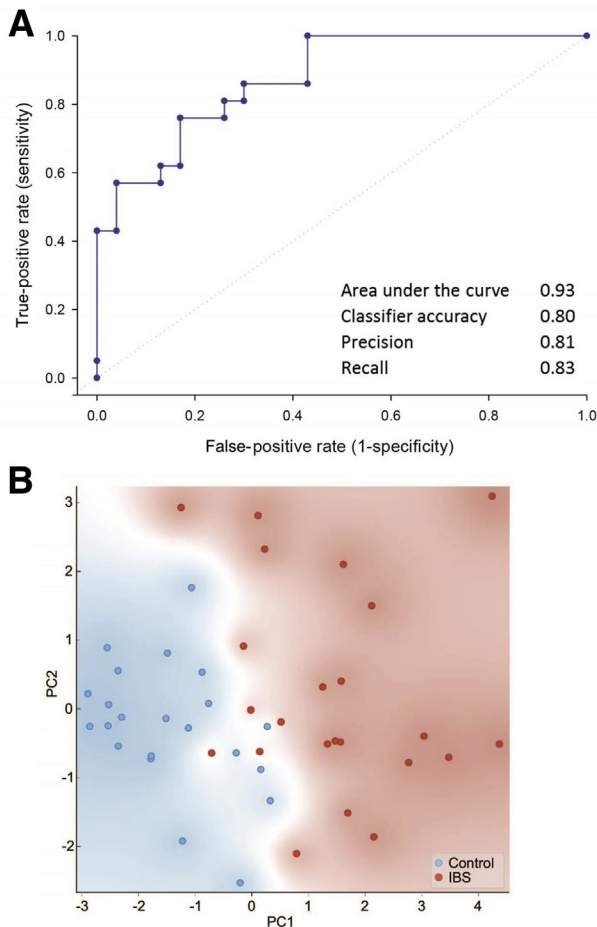 A
1.0
0.8
0.6
0.4
0.2
0.0
True-positive rate (sensitivity)
Area under the curve 0.93
Classifier accuracy 0.80
Precision 0.81
Recall 0.83
0.0 0.2 0.4 0.6 0.8 1.0
False-positive rate (1-specificity)
B
3
2
1
0
-1
-2
PC2
Control
IBS
-3 -2 -1 0 1 2 3 4
PC1